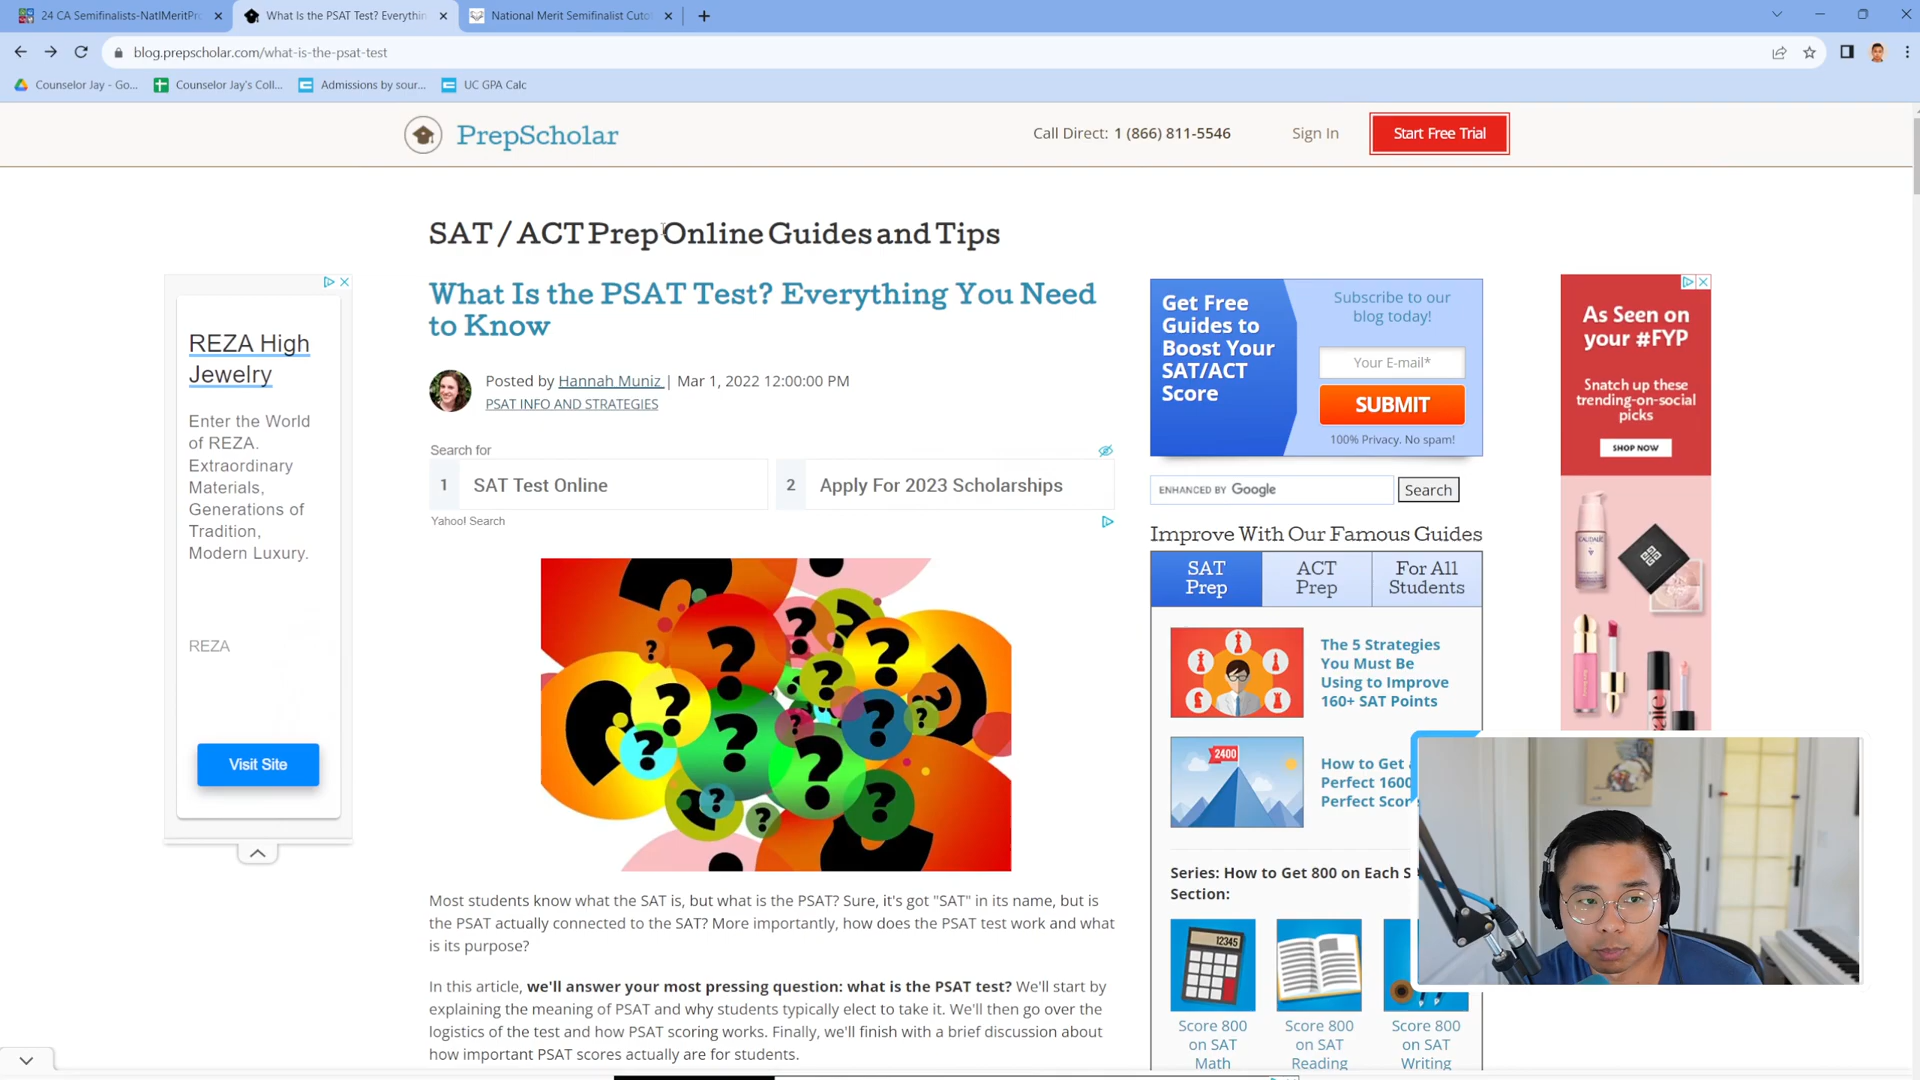 24 CA Semifinalists-NatlMeritPr
What Is the PSAT Test? Everythin
National Merit Semifinalist Cuto
blog.prepscholar.com/what-is-the-psat-test
Counselor Jay - Go...
Counselor Jay's Coll...
Admissions by sour...
UC GPA Calc
PrepScholar
Call Direct: 1 (866) 811-5546
Sign In
Start Free Trial
SAT / ACT Prep Online Guides and Tips
What Is the PSAT Test? Everything You Need
to Know
Posted by Hannah Muniz | Mar 1, 2022 12:00:00 PM
PSAT INFO AND STRATEGIES
Search for
1 SAT Test Online
2 Apply For 2023 Scholarships
Yahoo! Search
Most students know what the SAT is, but what is the PSAT? Sure, it's got "SAT" in its name, but is
the PSAT actually connected to the SAT? More importantly, how does the PSAT test work and what
is its purpose?
In this article, we'll answer your most pressing question: what is the PSAT test? We'll start by
explaining the meaning of PSAT and why students typically elect to take it. We'll then go over the
logistics of the test and how PSAT scoring works. Finally, we'll finish with a brief discussion about
how important PSAT scores actually are for students.
REZA High
Jewelry
Enter the World
of REZA.
Extraordinary
Materials,
Generations of
Tradition,
Modern Luxury.
REZA
Visit Site
Get Free
Guides to
Boost Your
SAT/ACT
Score
Subscribe to our
blog today!
Your E-mail*
SUBMIT
100% Privacy. No spam!
ENHANCED BY Google
Search
Improve With Our Famous Guides
SAT
Prep
ACT
Prep
For All
Students
The 5 Strategies
You Must Be
Using to Improve
160+ SAT Points
2400
How to Get
Perfect 1600
Perfect Scor
Series: How to Get 800 on Each S
Section:
12345
Score 800
on SAT
Math
Score 800
on SAT
Reading
Score 800
on SAT
Writing
As Seen on
your #FYP
Snatch up these
trending-on-social
picks
SHOP NOW